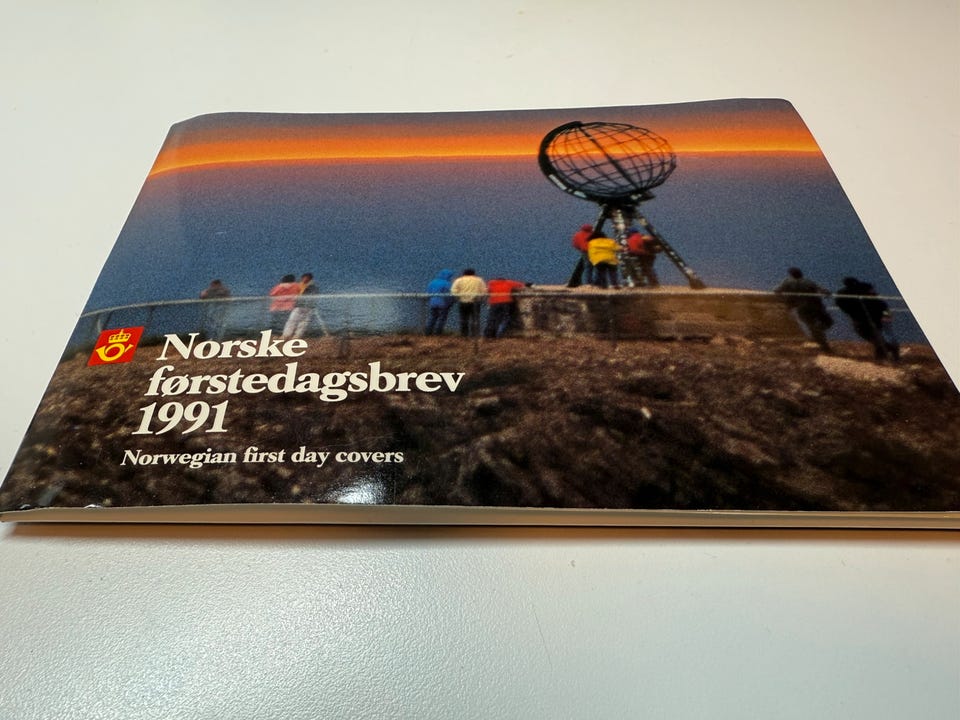 Norske
førstedagsbrev
1991
Norwegian first day covers